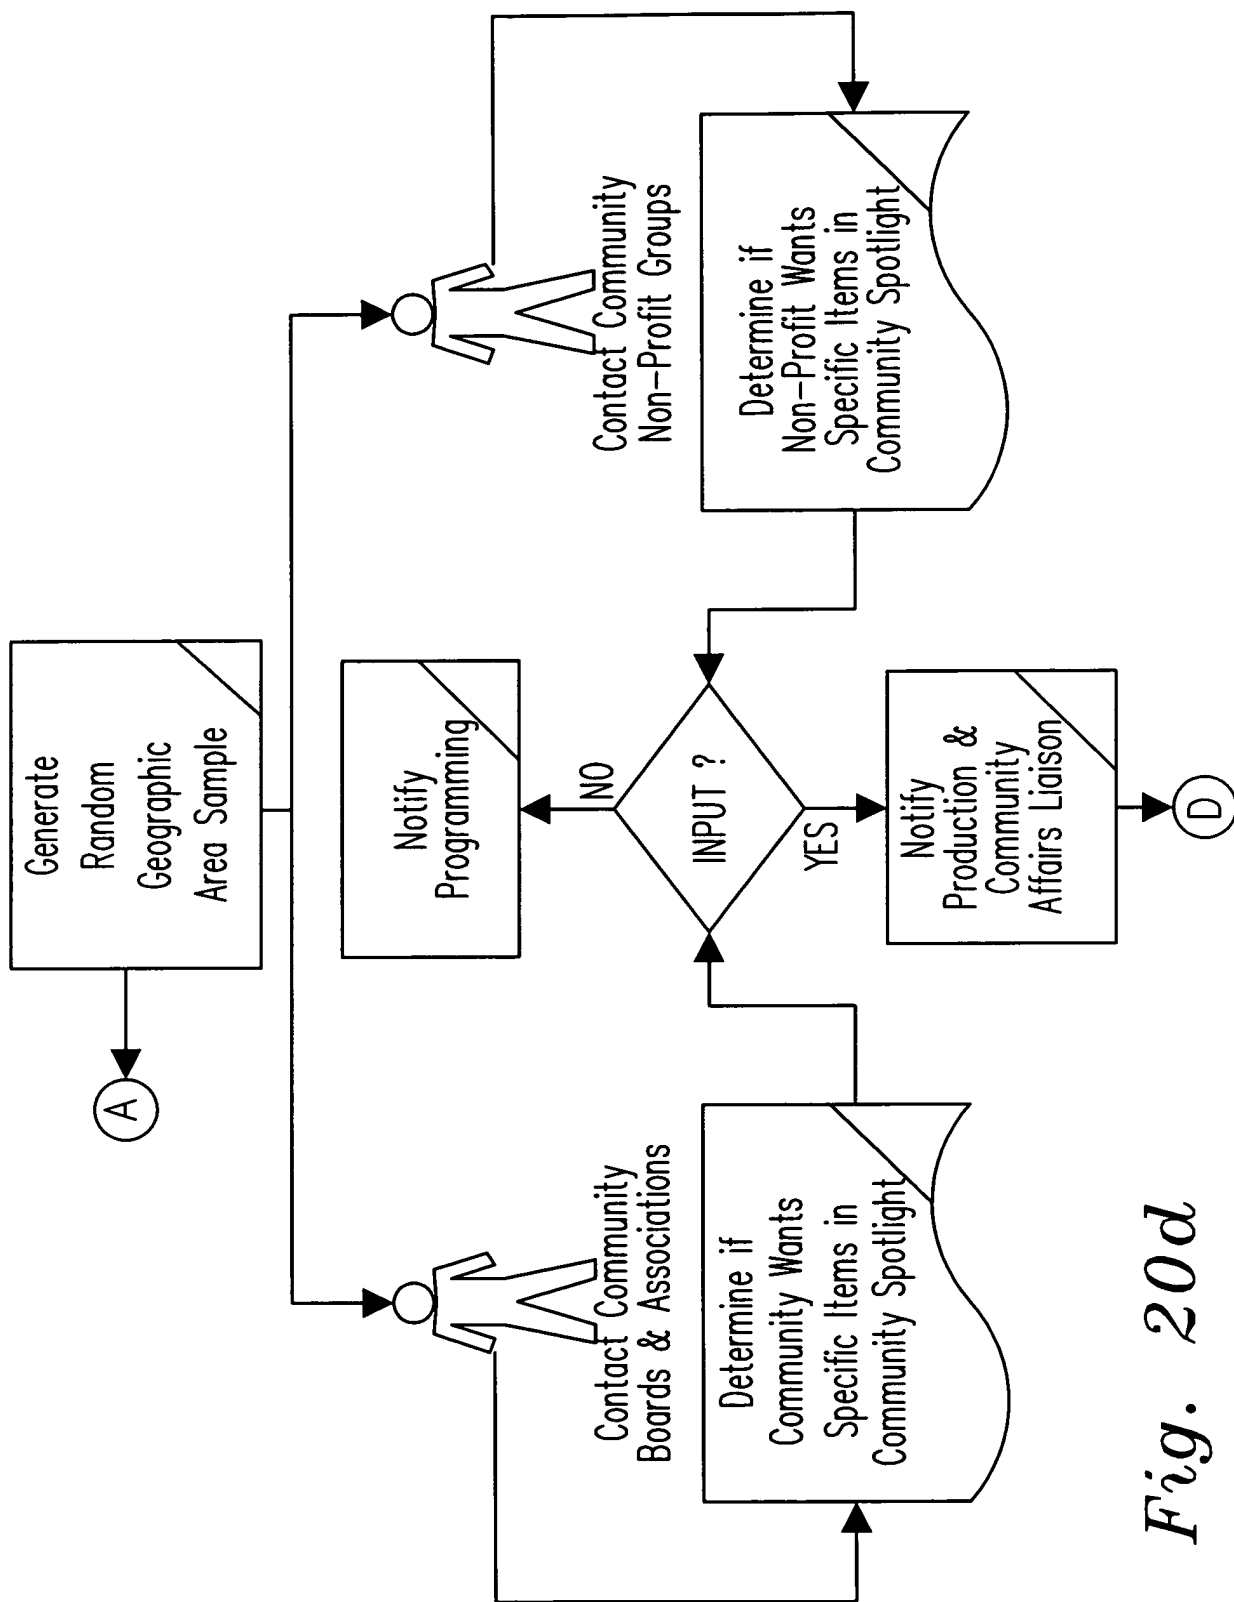 Generate
Random
Geographic
Area Sample
A
Contact Community
Boards & Associations
Contact Community
Non-Profit Groups
Determine if
Community Wants
Specific Items in
Community Spotlight
Determine if
Non-Profit Wants
Specific Items in
Community Spotlight
Notify
Programming
NO
INPUT ?
YES
Notify
Production &
Community
Affairs Liaison
D
Fig. 20d